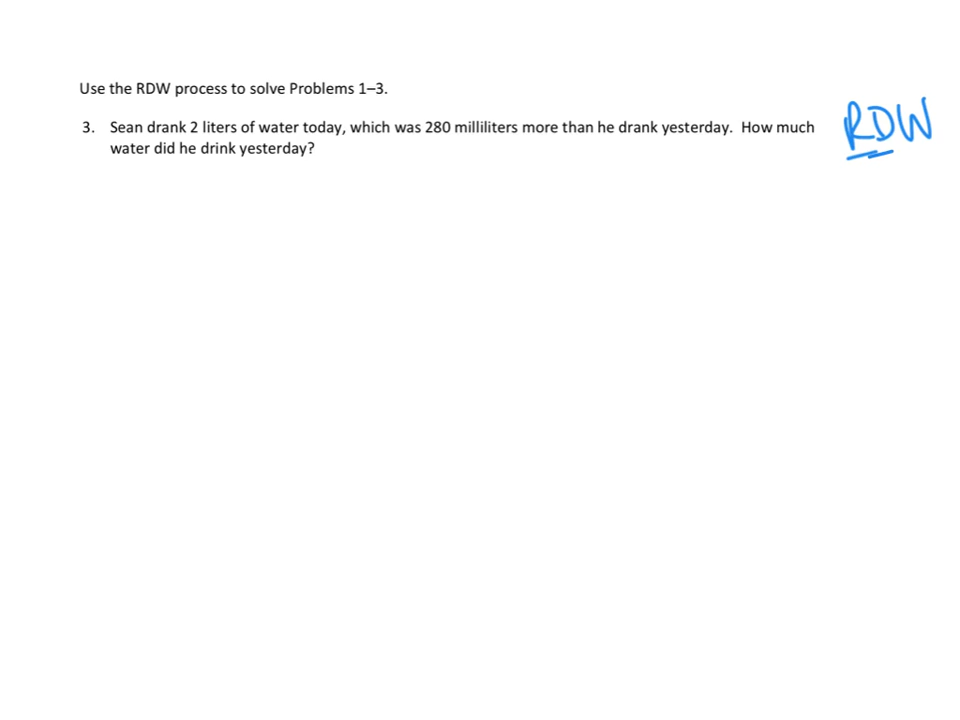 Use the RDW process to solve Problems 1–3.
3. Sean drank 2 liters of water today, which was 280 milliliters more than he drank yesterday. How much
water did he drink yesterday?
RDW